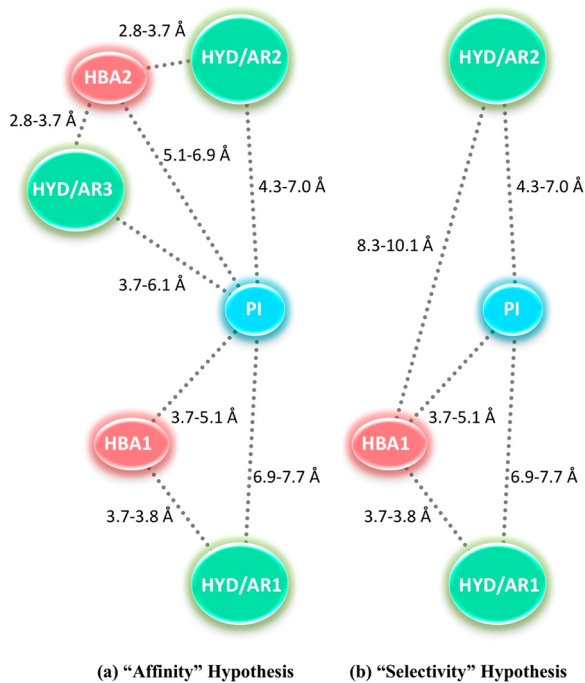 2.8-3.7 Å
HYD/AR2
HBA2
2.8-3.7 Å
5.1-6.9 Å
HYD/AR3
4.3-7.0 Å
3.7-6.1 Å
PI
3.7-5.1 Å
HBA1
6.9-7.7 Å
3.7-3.8 Å
HYD/AR1
(a) “Affinity” Hypothesis
HYD/AR2
4.3-7.0 Å
8.3-10.1 Å
PI
3.7-5.1 Å
HBA1
6.9-7.7 Å
3.7-3.8 Å
HYD/AR1
(b) “Selectivity” Hypothesis